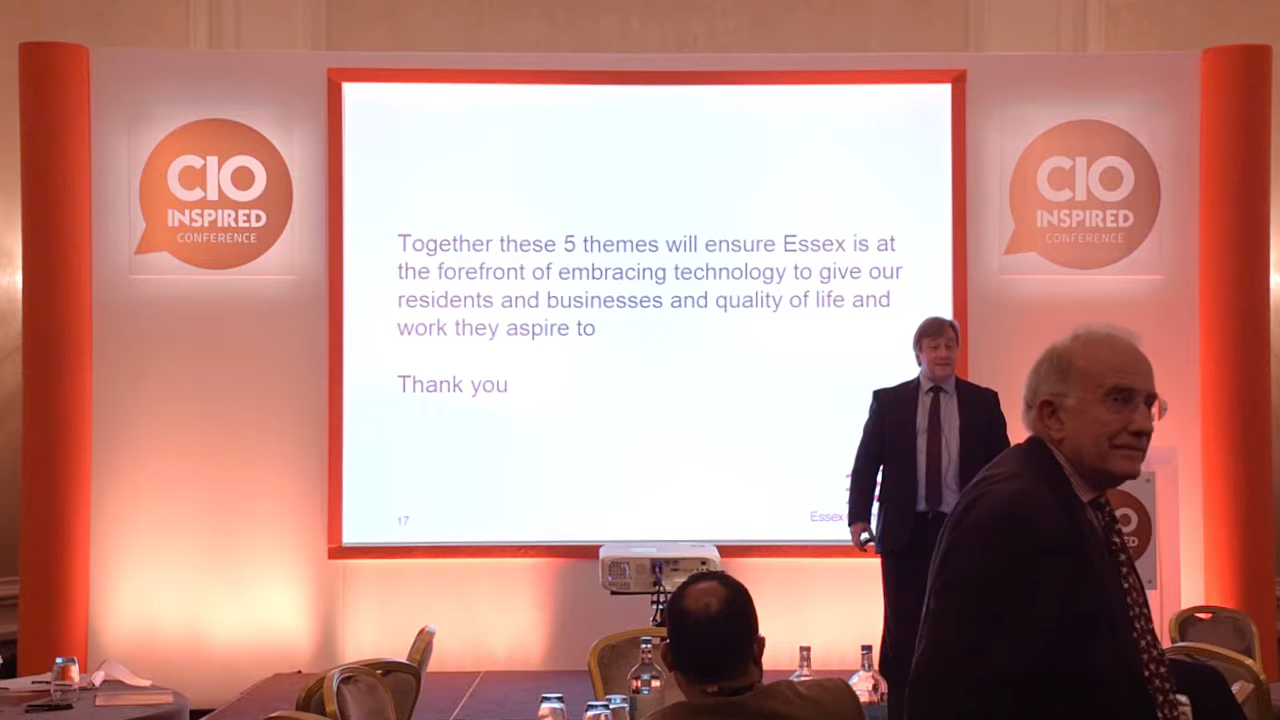 CIO
INSPIRED
CONFERENCE
Together these 5 themes will ensure Essex is at
the forefront of embracing technology to give our
residents and businesses and quality of life and
work they aspire to
Thank you
17
Essex
CIO
INSPIRED
CONFERENCE